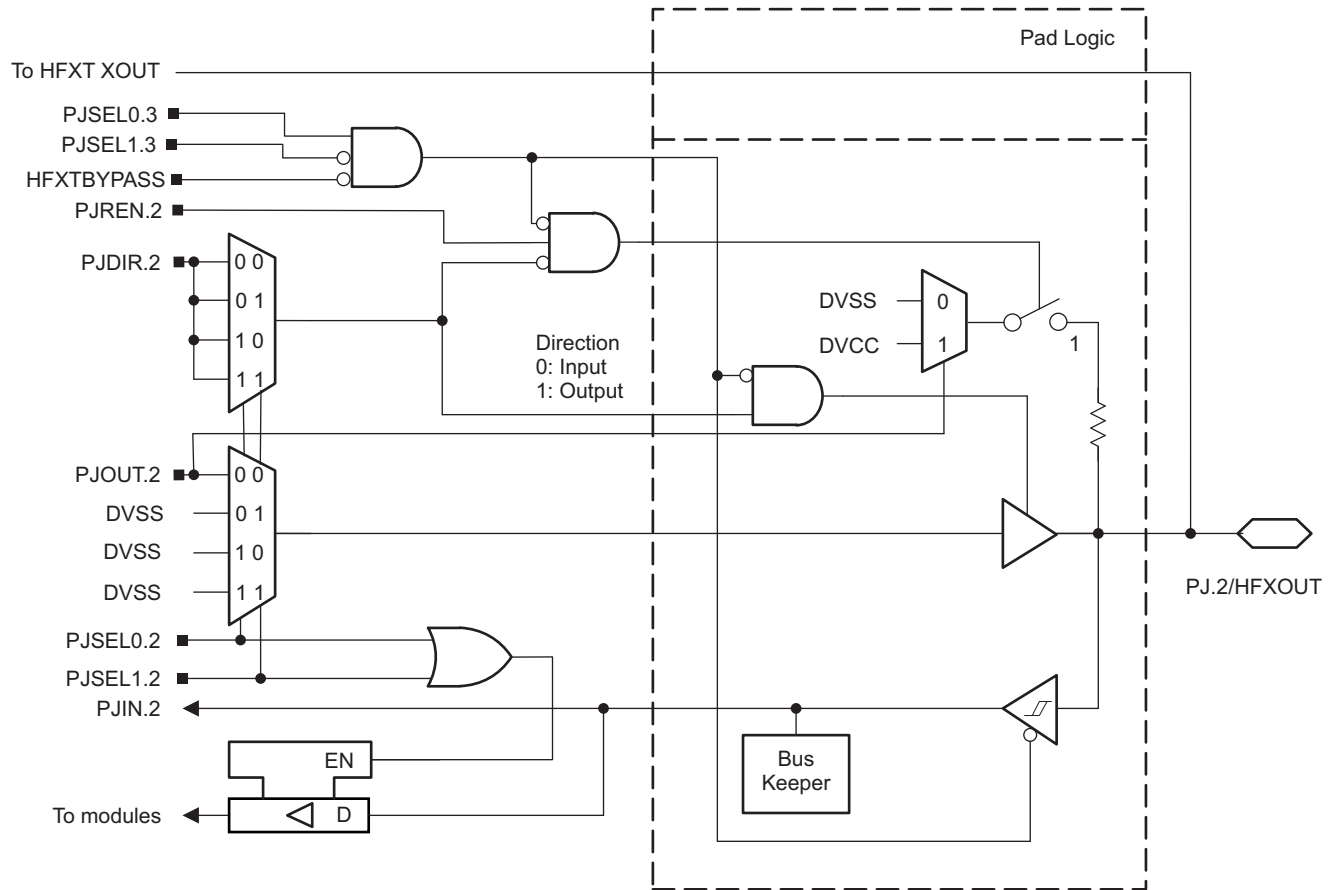 Pad Logic
To HFXT XOUT
PJSEL0.3
PJSEL1.3
HFXTBYPASS
PJREN.2
PJDIR.2
0 0
0 1
1 0
1 1
Direction
0: Input
1: Output
DVSS
0
DVCC
1
1
PJOUT.2
0 0
DVSS
0 1
DVSS
1 0
DVSS
1 1
PJ.2/HFXOUT
PJSEL0.2
PJSEL1.2
PJIN.2
Bus
Keeper
EN
To modules
D